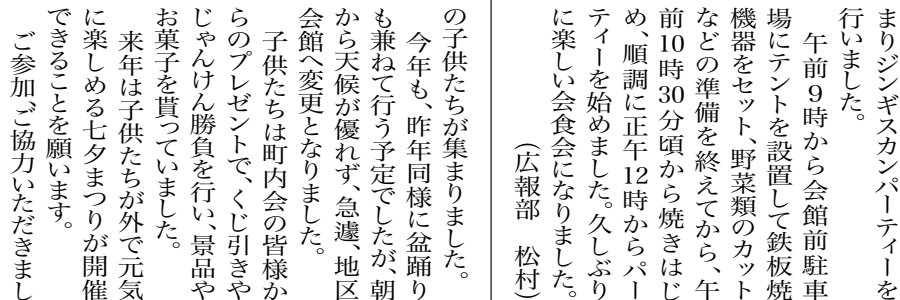 まりジンギスカンパーティーを
行いました。
午前9時から会館前駐車
場にテントを設置して鉄板焼
機器をセット、野菜類のカット
などの準備を終えてから、午
前10時30分頃から焼きはじ
め、順調に正午12時からパー
ティーを始めました。久しぶり
に楽しい会食会になりました。
（広報部　松村）
の子供たちが集まりました。
今年も、昨年同様に盆踊り
も兼ねて行う予定でしたが、朝
から天候が優れず、急遽、地区
会館へ変更となりました。
子供たちは町内会の皆様か
らのプレゼントで、くじ引きや
じゃんけん勝負を行い、景品や
お菓子を貰っていました。
来年は子供たちが外で元気
に楽しめる七夕まつりが開催
できることを願います。
ご参加、ご協力いただきまし